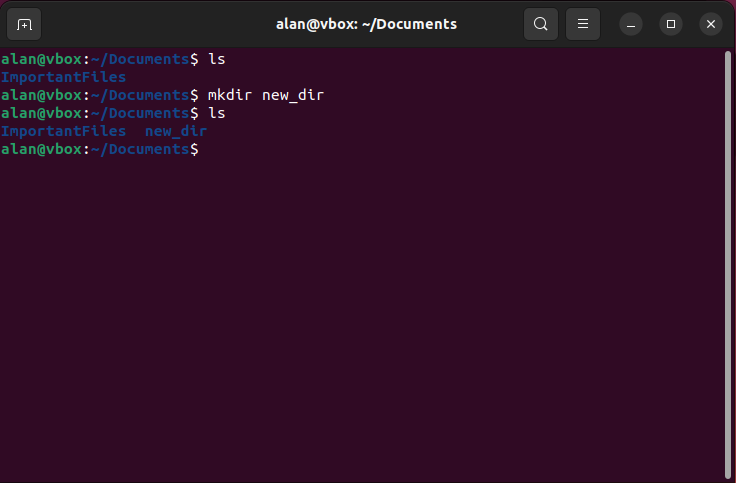 alan@vbox: ~/Documents
alan@vbox:~/Documents$ ls
ImportantFiles
alan@vbox:~/Documents$ mkdir new_dir
alan@vbox:~/Documents$ ls
ImportantFiles  new_dir
alan@vbox:~/Documents$